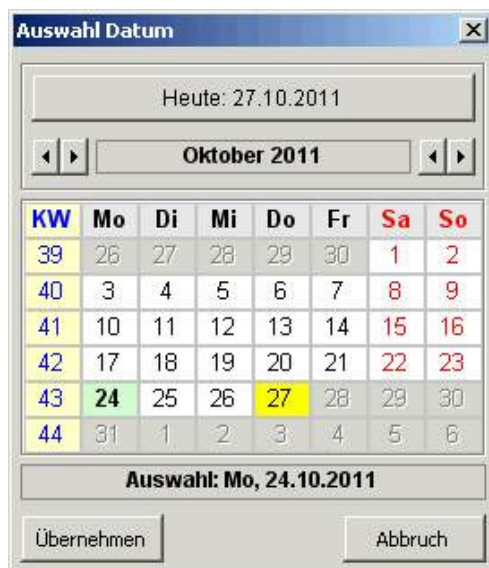 Auswahl Datum
Heute: 27.10.2011
Oktober 2011
KW Mo Di Mi Do Fr Sa So
39 26 27 28 29 30 1 2
40 3 4 5 6 7 8 9
41 10 11 12 13 14 15 16
42 17 18 19 20 21 22 23
43 24 25 26 27 28 29 30
44 31 1 2 3 4 5 6
Auswahl: Mo, 24.10.2011
Übernehmen Abbruch